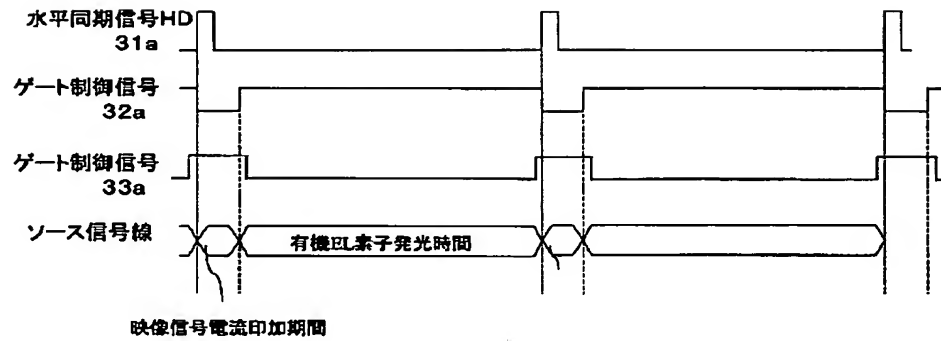 水平同期信号HD
31a
ゲート制御信号
32a
ゲート制御信号
33a
ソース信号線
有機EL素子発光時間
映像信号電流印加期間